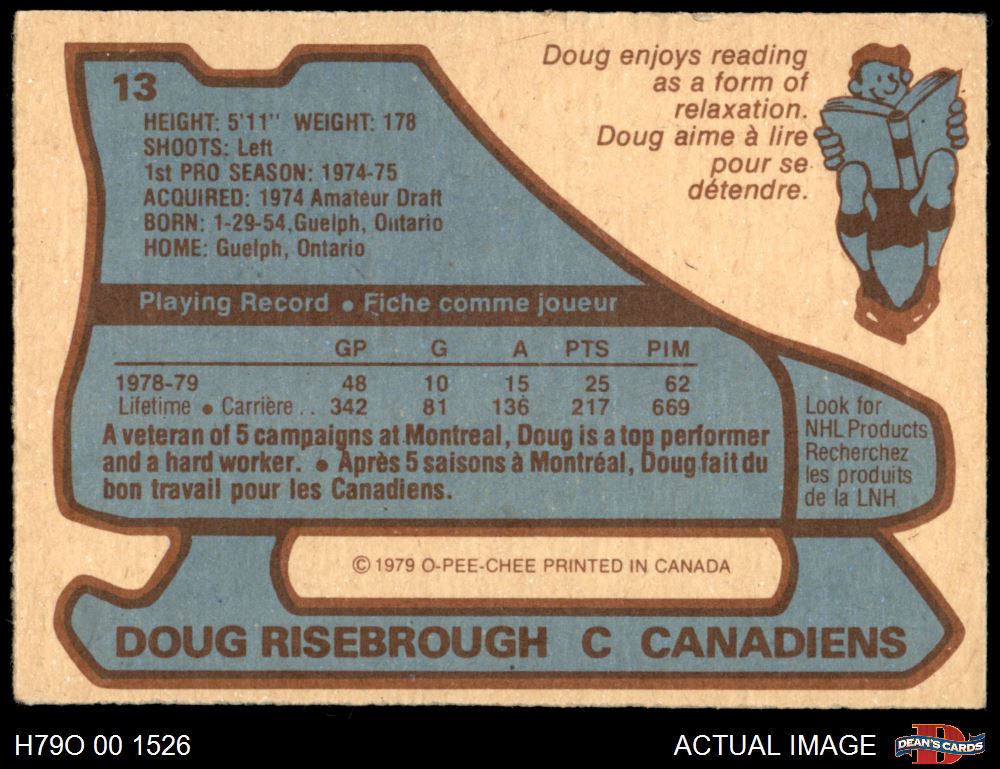 13
HEIGHT: 5'11" WEIGHT: 178
SHOOTS: Left
1st PRO SEASON: 1974-75
ACQUIRED: 1974 Amateur Draft
BORN: 1-29-54, Guelph, Ontario
HOME: Guelph, Ontario
Doug enjoys reading
as a form of
relaxation.
Doug aime à lire
pour se
détendre.
Playing Record • Fiche comme joueur
GP G A PTS PIM
1978-79 48 10 15 25 62
Lifetime • Carrière . . 342 81 136 217 669
A veteran of 5 campaigns at Montreal, Doug is a top performer
and a hard worker. • Après 5 saisons à Montréal, Doug fait du
bon travail pour les Canadiens.
Look for
NHL Products
Recherchez
les produits
de la LNH
© 1979 O-PEE-CHEE PRINTED IN CANADA
DOUG RISEBROUGH C CANADIENS
H79O 00 1526
ACTUAL IMAGE
D
DEAN'S CARDS